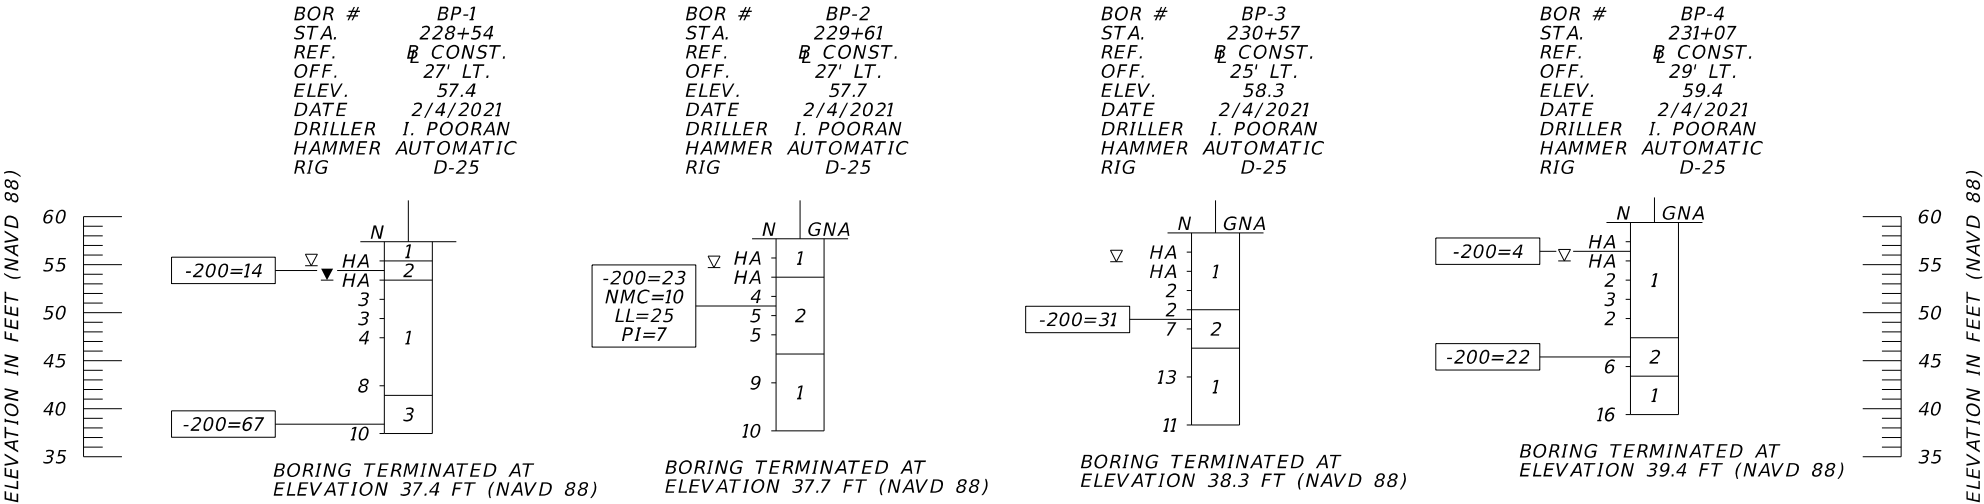 BOR # BP-1
STA. 228+54
REF. BL CONST.
OFF. 27' LT.
ELEV. 57.4
DATE 2/4/2021
DRILLER I. POORAN
HAMMER AUTOMATIC
RIG D-25
BOR # BP-2
STA. 229+61
REF. BL CONST.
OFF. 27' LT.
ELEV. 57.7
DATE 2/4/2021
DRILLER I. POORAN
HAMMER AUTOMATIC
RIG D-25
BOR # BP-3
STA. 230+57
REF. BL CONST.
OFF. 25' LT.
ELEV. 58.3
DATE 2/4/2021
DRILLER I. POORAN
HAMMER AUTOMATIC
RIG D-25
BOR # BP-4
STA. 231+07
REF. BL CONST.
OFF. 29' LT.
ELEV. 59.4
DATE 2/4/2021
DRILLER I. POORAN
HAMMER AUTOMATIC
RIG D-25
ELEVATION IN FEET (NAVD 88)
60
55
50
45
40
35
N
1
HA
-200=14
2
HA
3
3
4
1
8
3
-200=67
10
BORING TERMINATED AT
ELEVATION 37.4 FT (NAVD 88)
N GNA
HA
1
HA
-200=23
NMC=10
LL=25
PI=7
4
5
2
5
9
1
10
BORING TERMINATED AT
ELEVATION 37.7 FT (NAVD 88)
N GNA
HA
HA
1
2
2
-200=31
7
2
13
1
11
BORING TERMINATED AT
ELEVATION 38.3 FT (NAVD 88)
N GNA
HA
-200=4
HA
2
1
3
2
-200=22
2
6
1
16
BORING TERMINATED AT
ELEVATION 39.4 FT (NAVD 88)
60
55
50
45
40
35
ELEVATION IN FEET (NAVD 88)